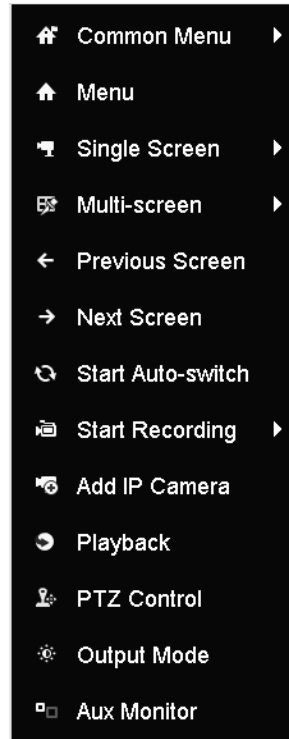 Common Menu
Menu
Single Screen
Multi-screen
Previous Screen
Next Screen
Start Auto-switch
Start Recording
Add IP Camera
Playback
PTZ Control
Output Mode
Aux Monitor